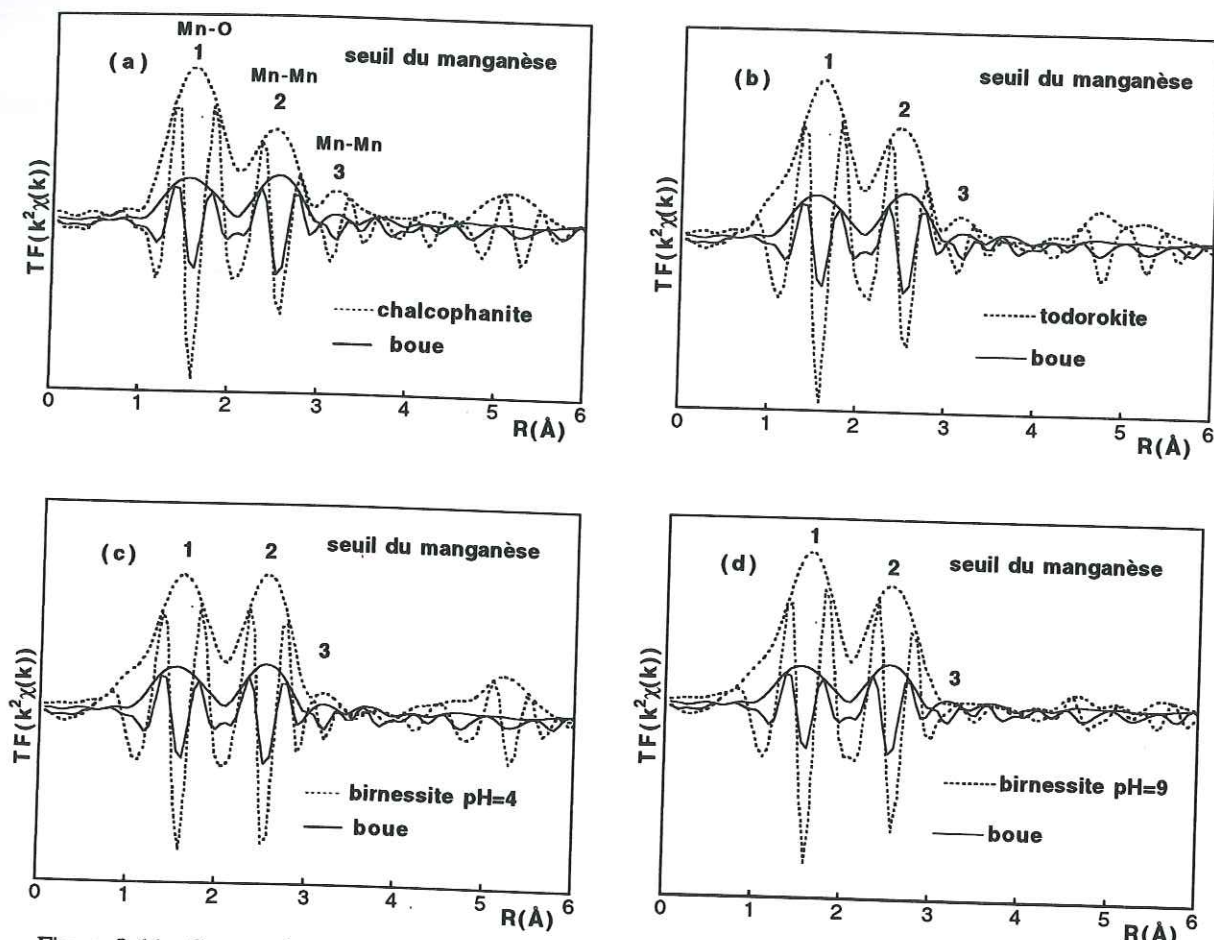 Mn-O
1
(a)
seuil du manganèse
Mn-Mn
2
Mn-Mn
3
TF(k²χ(k))
chalcophanite
boue
0 1 2 3 4 5 6
R(Å)
1
(b)
seuil du manganèse
2
3
TF(k²χ(k))
todorokite
boue
0 1 2 3 4 5 6
R(Å)
(c)
1
2
seuil du manganèse
3
TF(k²χ(k))
birnessite pH=4
boue
0 1 2 3 4 5 6
R(Å)
1
(d)
seuil du manganèse
2
3
TF(k²χ(k))
birnessite pH=9
boue
0 1 2 3 4 5 6
R(Å)